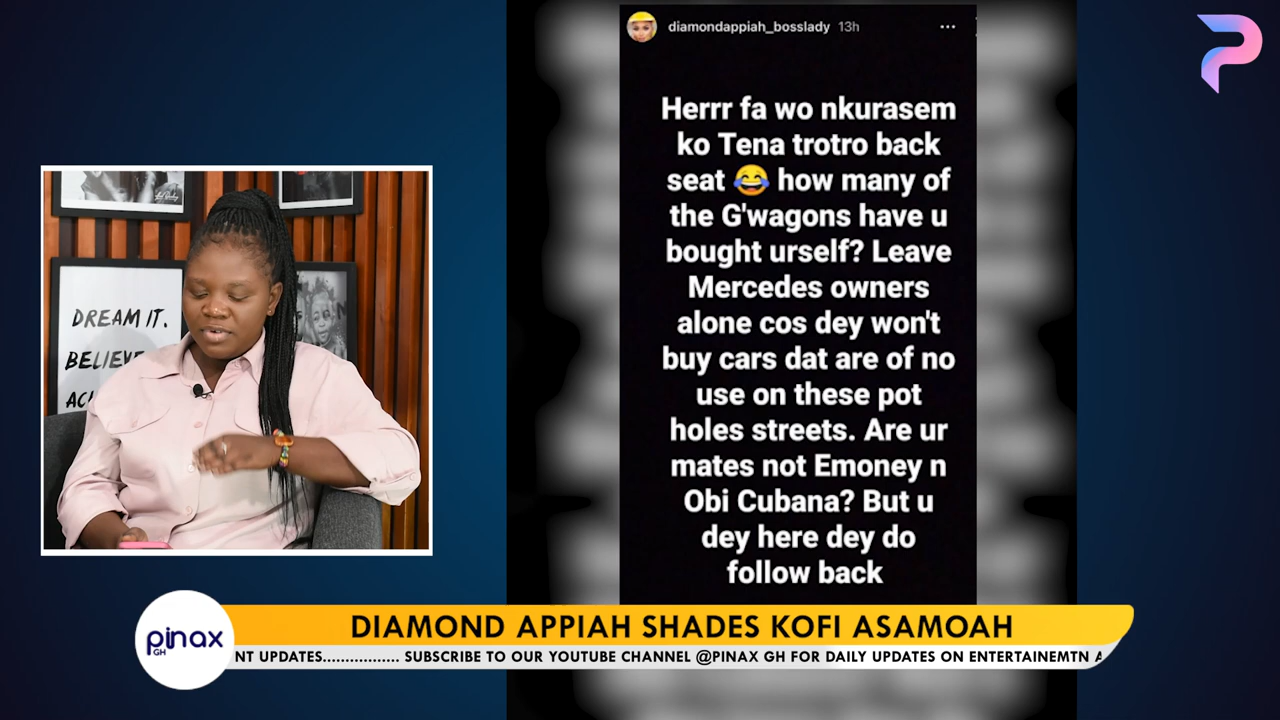 diamondappiah_bosslady 13h
Herrr fa wo nkurasem
ko Tena trotro back
seat 😂 how many of
the G'wagons have u
bought urself? Leave
Mercedes owners
alone cos dey won't
buy cars dat are of no
use on these pot
holes streets. Are ur
mates not Emoney n
Obi Cubana? But u
dey here dey do
follow back
DREAM IT.
BELIEVE
pinax
GH
DIAMOND APPIAH SHADES KOFI ASAMOAH
NT UPDATES................. SUBSCRIBE TO OUR YOUTUBE CHANNEL @PINAX GH FOR DAILY UPDATES ON ENTERTAINEMTN A